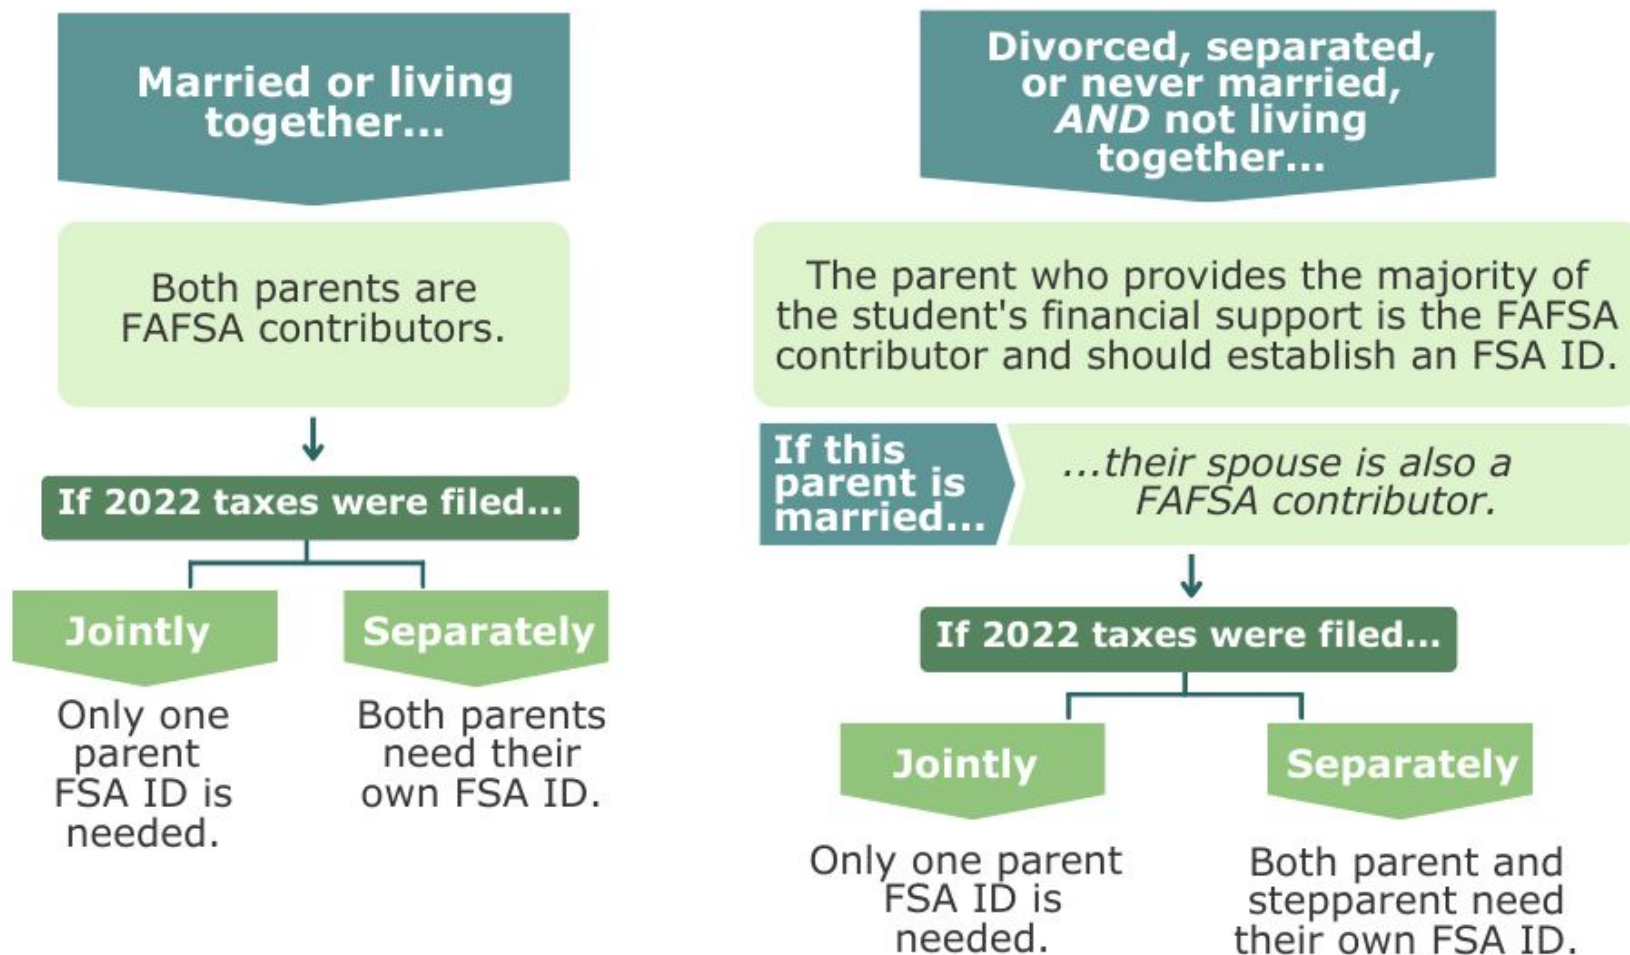 Married or living
together...
Both parents are
FAFSA contributors.
If 2022 taxes were filed...
Jointly
Only one
parent
FSA ID is
needed.
Separately
Both parents
need their
own FSA ID.
Divorced, separated,
or never married,
AND not living
together...
The parent who provides the majority of
the student's financial support is the FAFSA
contributor and should establish an FSA ID.
If this
parent is
married...
...their spouse is also a
FAFSA contributor.
If 2022 taxes were filed...
Jointly
Only one parent
FSA ID is
needed.
Separately
Both parent and
stepparent need
their own FSA ID.